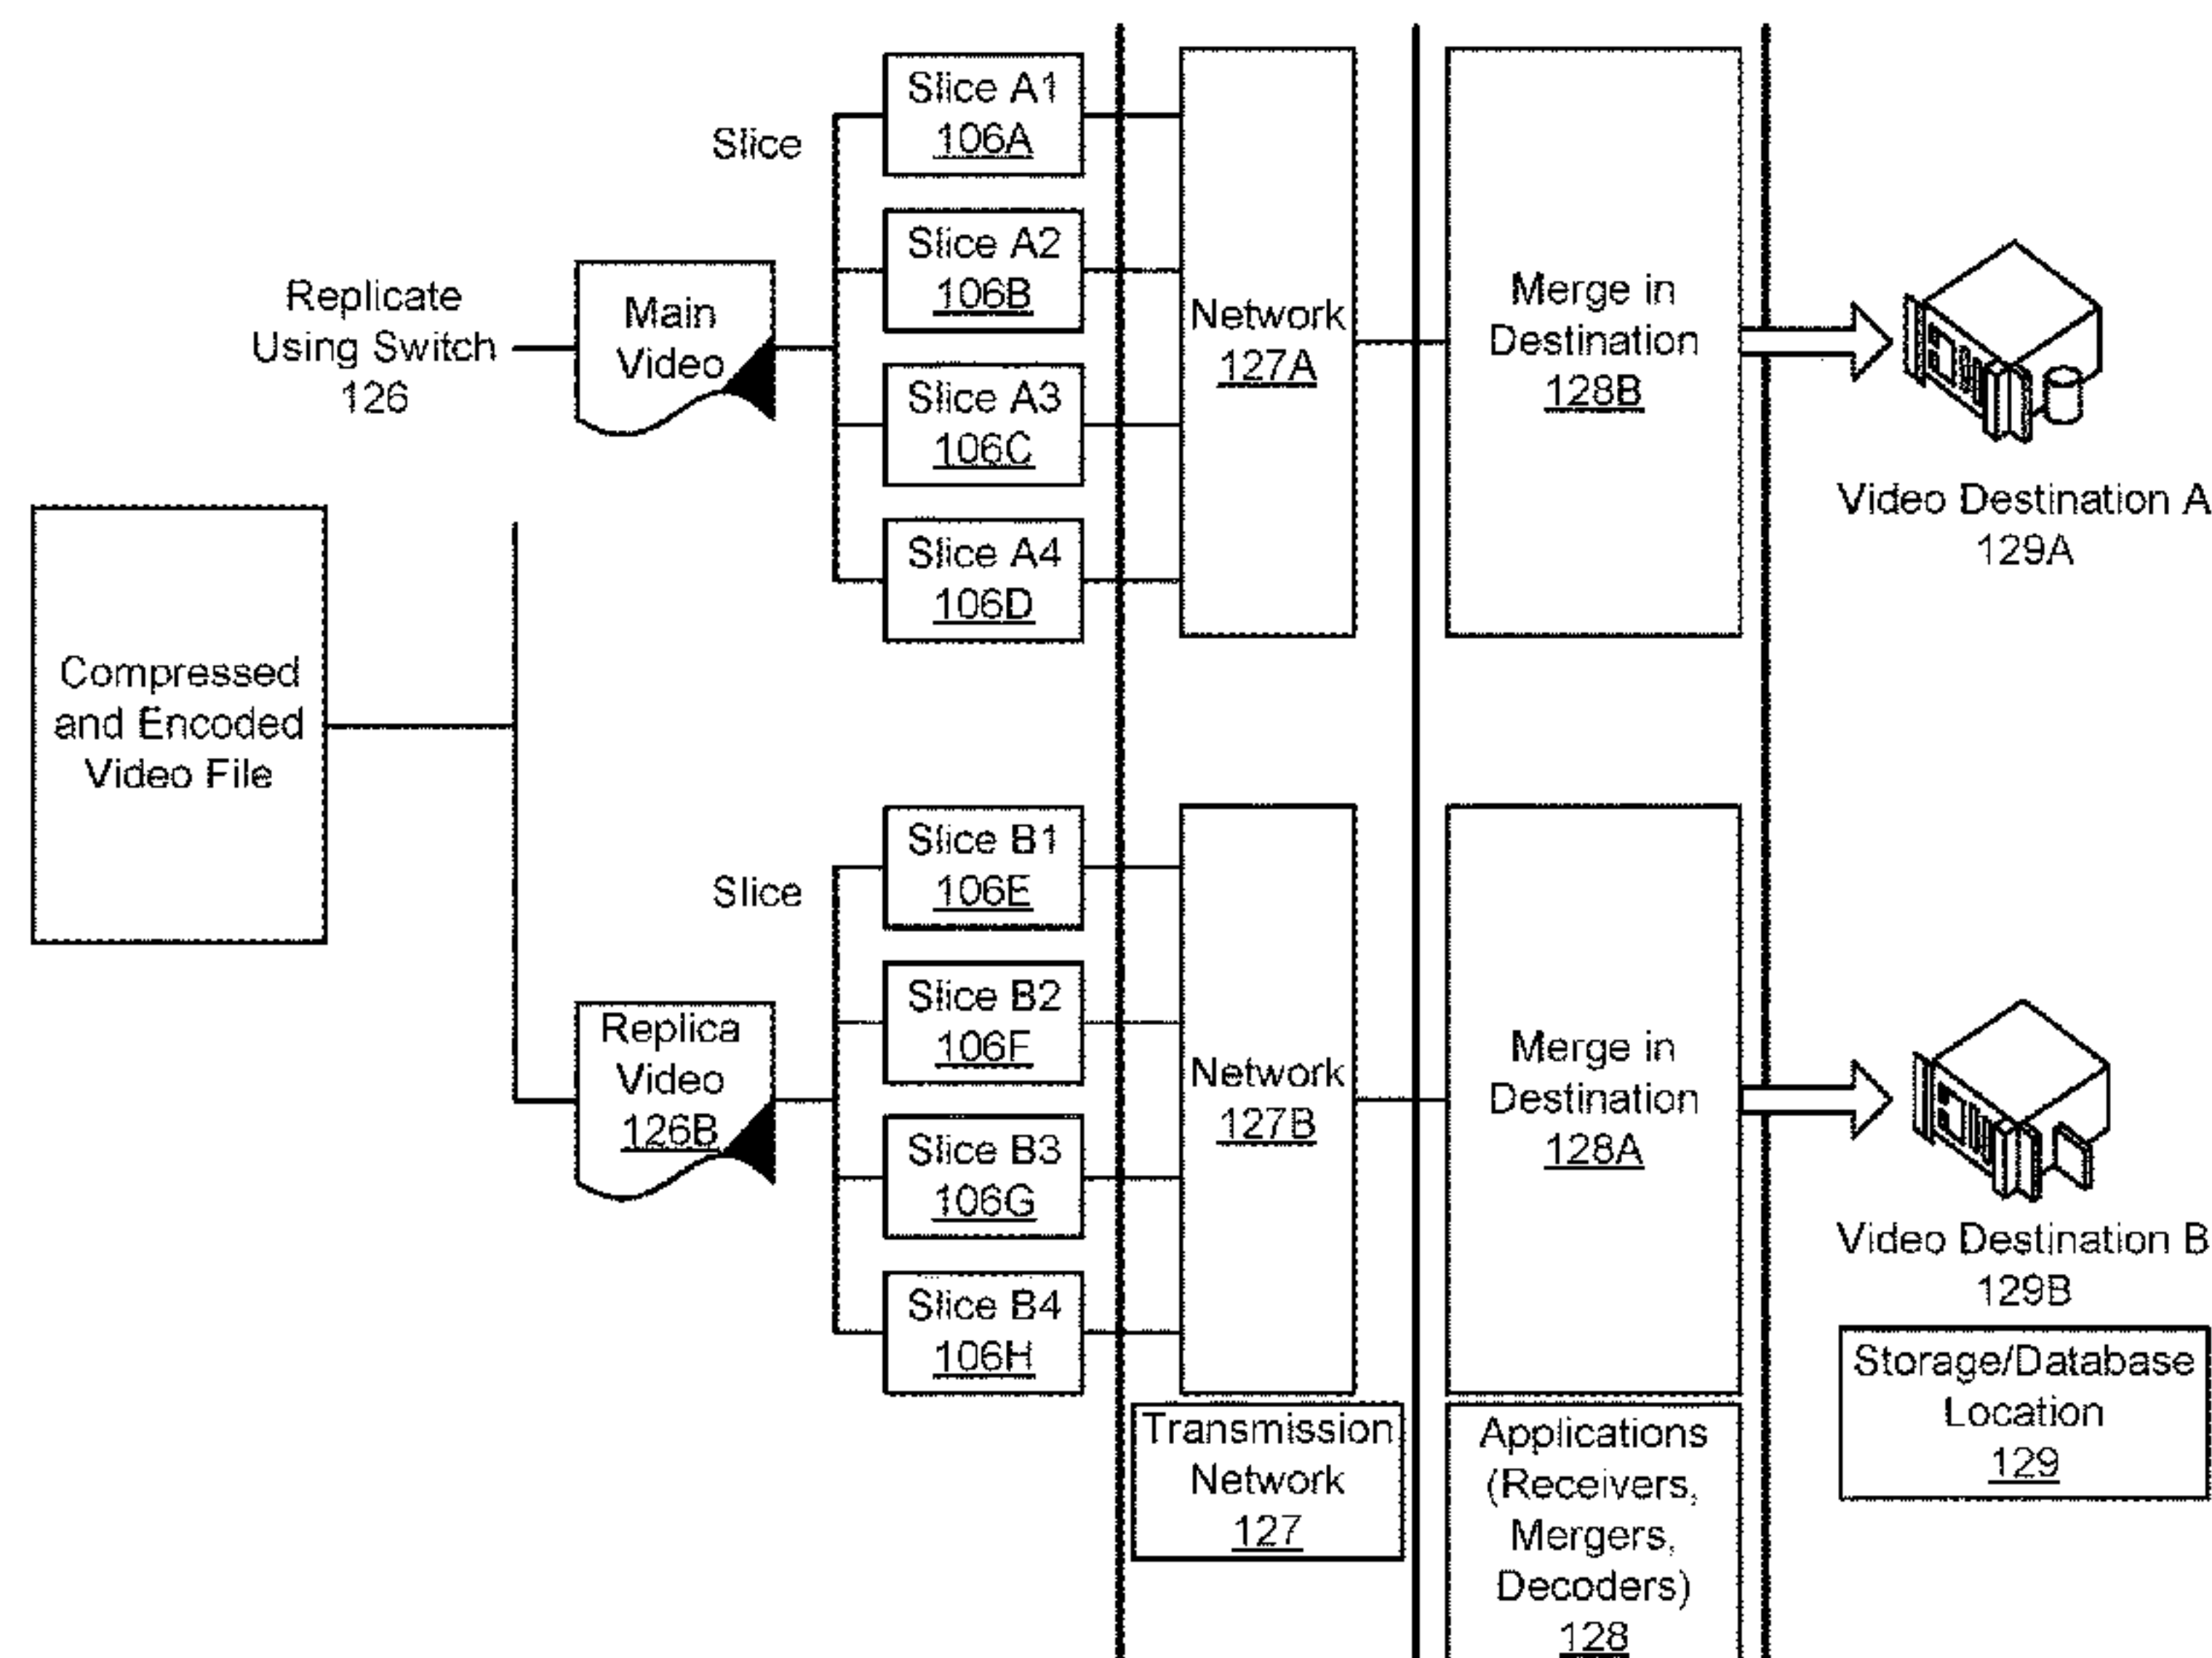 Compressed
and Encoded
Video File
Replicate
Using Switch
126
Main
Video
Slice
Slice A1
106A
Slice A2
106B
Slice A3
106C
Slice A4
106D
Network
127A
Merge in
Destination
128B
Video Destination A
129A
Replica
Video
126B
Slice
Slice B1
106E
Slice B2
106F
Slice B3
106G
Slice B4
106H
Network
127B
Merge in
Destination
128A
Video Destination B
129B
Transmission
Network
127
Applications
(Receivers,
Mergers,
Decoders)
128
Storage/Database
Location
129